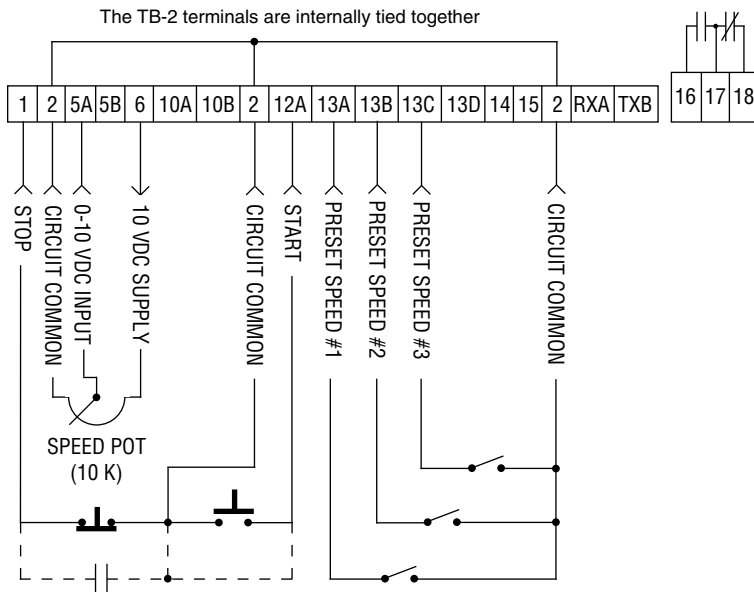 The TB-2 terminals are internally tied together
1 2 5A 5B 6 10A 10B 2 12A 13A 13B 13C 13D 14 15 2 RXA TXB
16 17 18
STOP
CIRCUIT COMMON
0-10 VDC INPUT
10 VDC SUPPLY
CIRCUIT COMMON
START
PRESET SPEED #1
PRESET SPEED #2
PRESET SPEED #3
CIRCUIT COMMON
SPEED POT
(10 K)